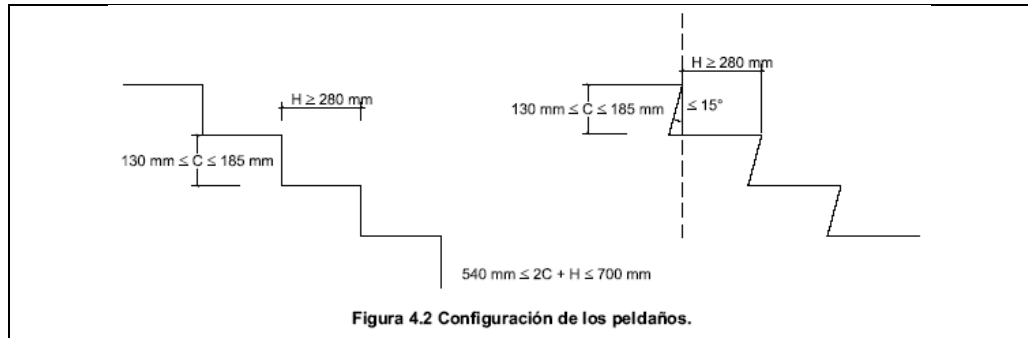 H ≥ 280 mm
130 mm ≤ C ≤ 185 mm
H ≥ 280 mm
130 mm ≤ C ≤ 185 mm
≤ 15°
540 mm ≤ 2C + H ≤ 700 mm
Figura 4.2 Configuración de los peldaños.